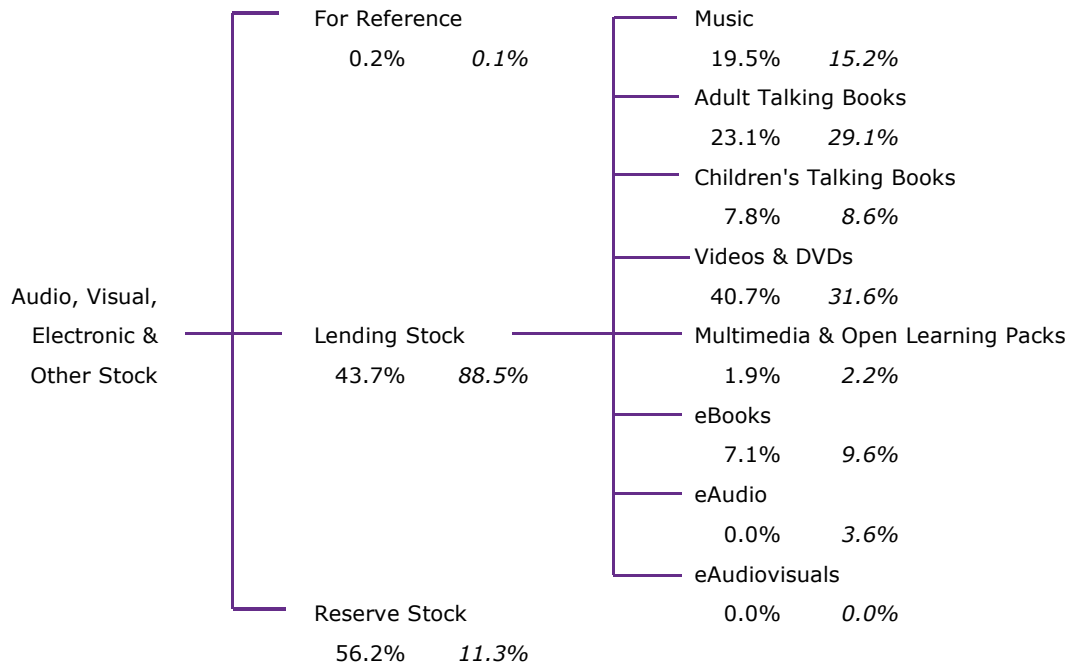 Audio, Visual,
Electronic &
Other Stock
For Reference
0.2% 0.1%
Lending Stock
43.7% 88.5%
Reserve Stock
56.2% 11.3%
Music
19.5% 15.2%
Adult Talking Books
23.1% 29.1%
Children's Talking Books
7.8% 8.6%
Videos & DVDs
40.7% 31.6%
Multimedia & Open Learning Packs
1.9% 2.2%
eBooks
7.1% 9.6%
eAudio
0.0% 3.6%
eAudiovisuals
0.0% 0.0%